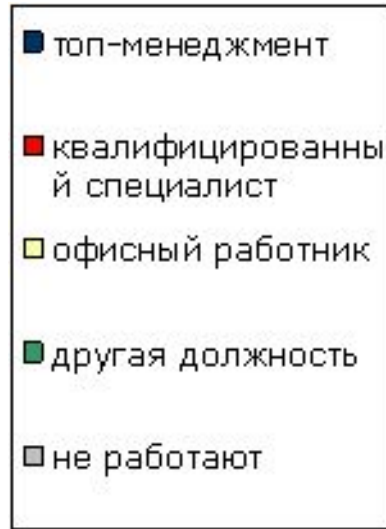 топ-менеджмент
квалифицированны
й специалист
офисный работник
другая должность
не работают